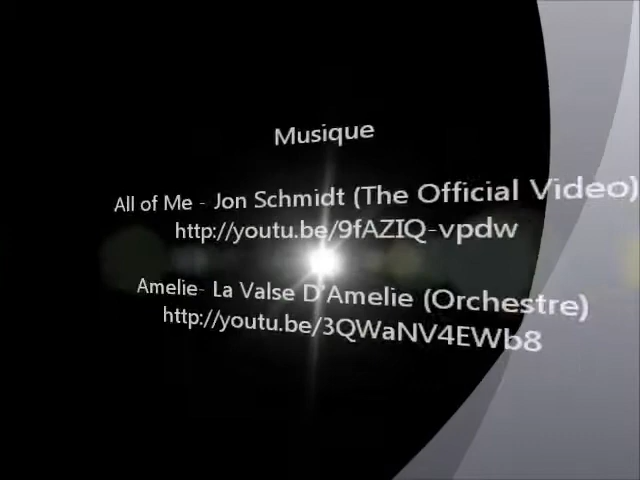 Musique
All of Me - Jon Schmidt (The Official Video)
http://youtu.be/9fAZIQ-vpdw
Amelie- La Valse D'Amelie (Orchestre)
http://youtu.be/3QWaNV4EWb8